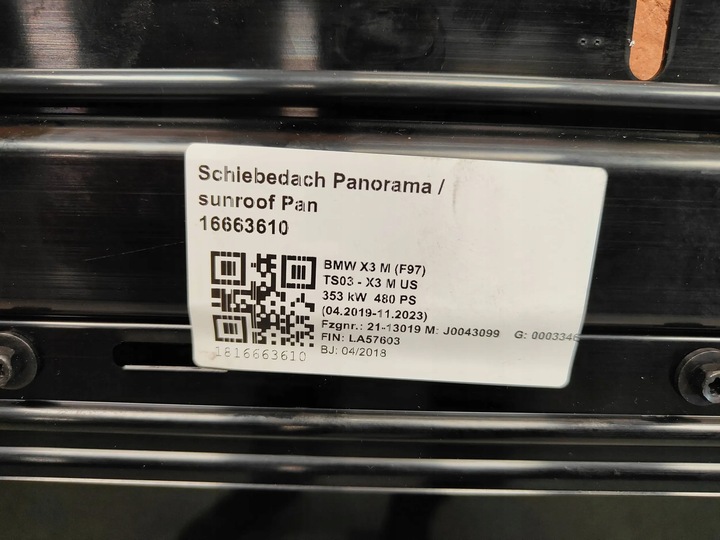 Schiebedach Panorama /
sunroof Pan
16663610
BMW X3 M (F97)
TS03 - X3 M US
353 kW 480 PS
(04.2019-11.2023)
Fzgnr.: 21-13019 M: J0043099 G: 0003346
FIN: LA57603
BJ: 04/2018
1816663610